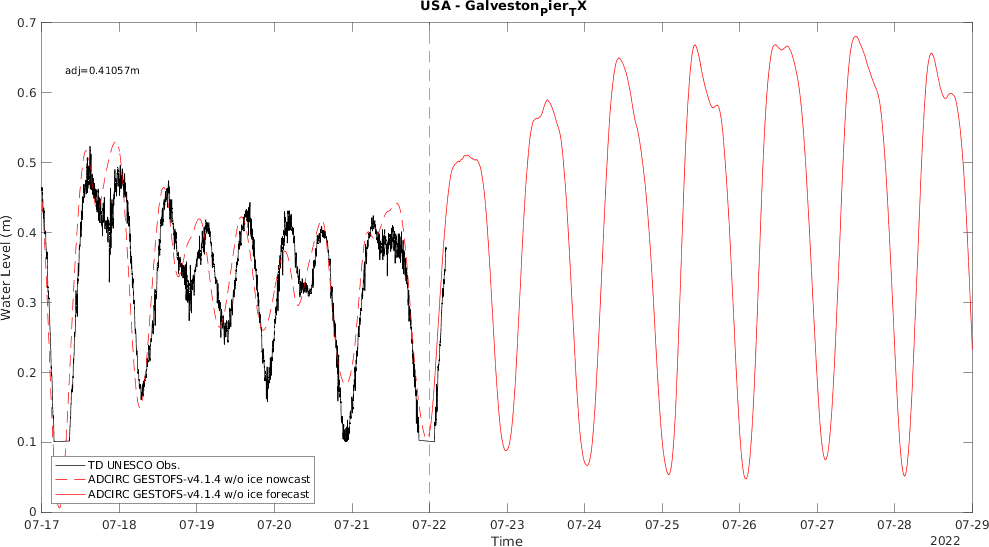 USA - GalvestonPierTX
adj=0.41057m
0.7
0.6
0.5
0.4
0.3
0.2
0.1
0
Water Level (m)
TD UNESCO Obs.
ADCIRC GESTOFS-v4.1.4 w/o ice nowcast
ADCIRC GESTOFS-v4.1.4 w/o ice forecast
07-17 07-18 07-19 07-20 07-21 07-22 07-23 07-24 07-25 07-26 07-27 07-28 07-29
Time
2022